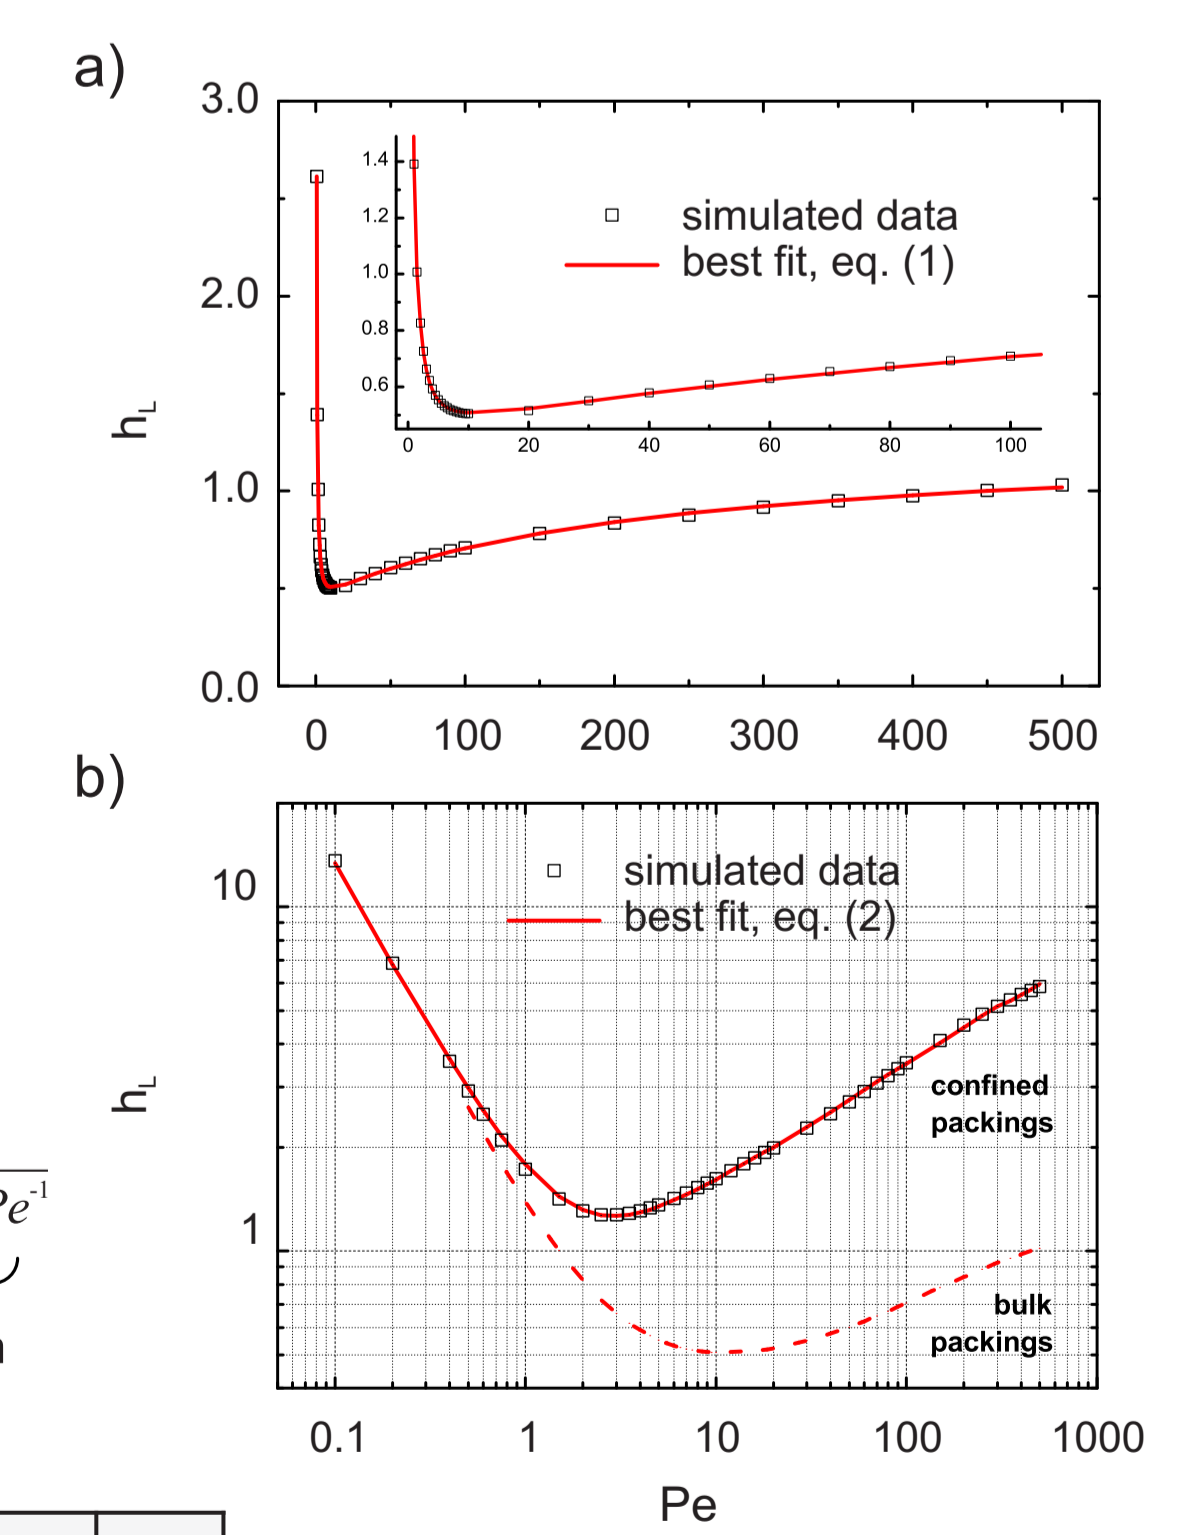 a)
3.0
2.0
1.0
0.0
h_L
1.4
1.2
1.0
0.8
0.6
0 20 40 60 80 100
simulated data
best fit, eq. (1)
0 100 200 300 400 500
b)
10
1
h_L
simulated data
best fit, eq. (2)
confined
packings
bulk
packings
0.1 1 10 100 1000
Pe
Pe^-1